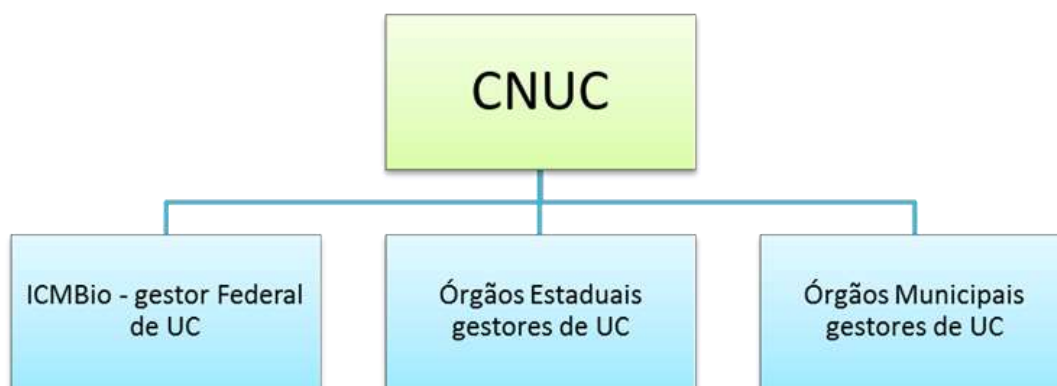 CNUC
ICMBio - gestor Federal
de UC
Órgãos Estaduais
gestores de UC
Órgãos Municipais
gestores de UC